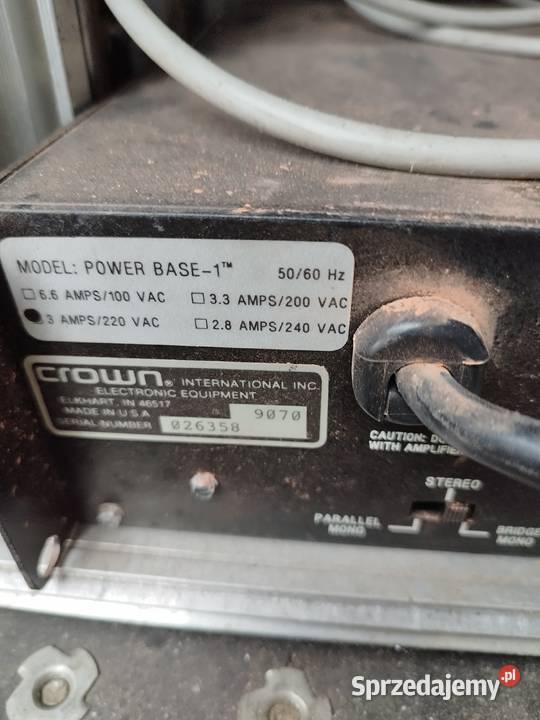 MODEL: POWER BASE-1™ 50/60 Hz
6.6 AMPS/100 VAC 3.3 AMPS/200 VAC
3 AMPS/220 VAC 2.8 AMPS/240 VAC
crown® INTERNATIONAL INC.
ELECTRONIC EQUIPMENT
ELKHART, IN 46517
MADE IN U.S.A 9070
SERIAL NUMBER 026358
CAUTION:
WITH AMPLIFIE
STEREO
PARALLEL
MONO
BRIDGE
MONO
Sprzedajemy.pl